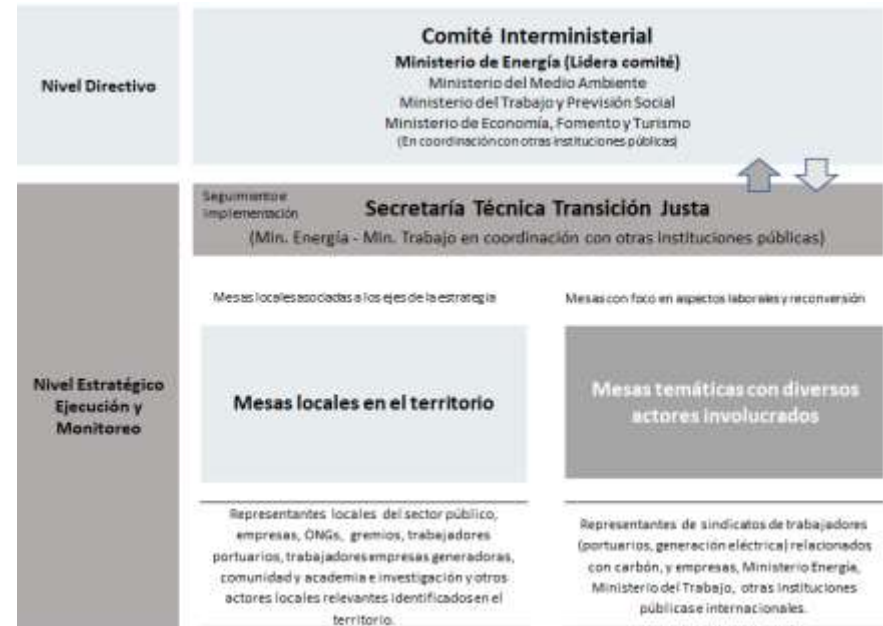 Nivel Directivo
Comité Interministerial
Ministerio de Energía (Lidera comité)
Ministerio del Medio Ambiente
Ministerio del Trabajo y Previsión Social
Ministerio de Economía, Fomento y Turismo
(En coordinación con otras instituciones públicas)
Nivel Estratégico
Ejecución y
Monitoreo
Seguimiento e
Implementación
Secretaría Técnica Transición Justa
(Min. Energía - Min. Trabajo en coordinación con otras instituciones públicas)
Mesas locales asociadas a los ejes de la estrategia
Mesas locales en el territorio
Representantes locales del sector público,
empresas, ONGs, gremios, trabajadores
portuarios, trabajadores empresas generadoras,
comunidad y academia e investigación y otros
actores locales relevantes identificados en el
territorio.
Mesas con foco en aspectos laborales y reconversión
Mesas temáticas con diversos
actores involucrados
Representantes de sindicatos de trabajadores
(portuarios, generación eléctrica) relacionados
con carbón, y empresas, Ministerio Energía,
Ministerio del Trabajo, otras instituciones
públicas e internacionales.